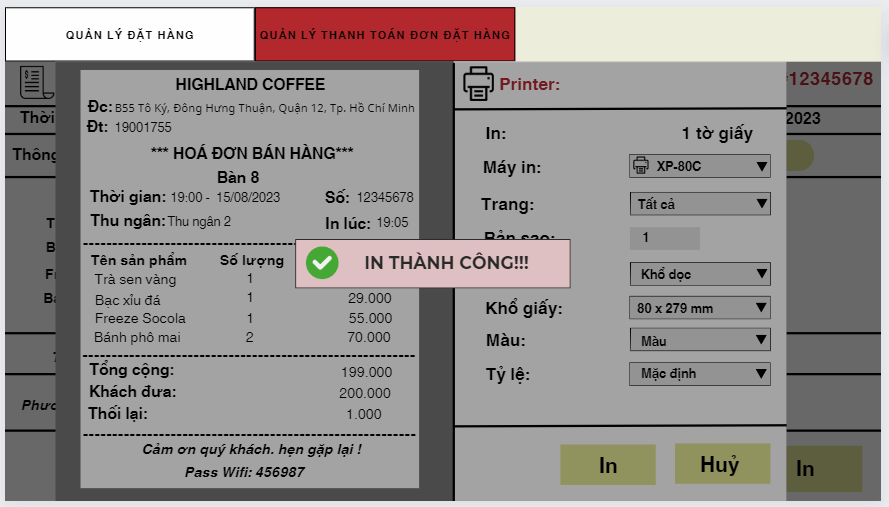 QUẢN LÝ ĐẶT HÀNG
QUẢN LÝ THANH TOÁN ĐƠN ĐẶT HÀNG
HIGHLAND COFFEE
Đc: B55 Tô Ký, Đông Hưng Thuận, Quận 12, Tp. Hồ Chí Minh
Đt: 19001755
*** HOÁ ĐƠN BÁN HÀNG***
Bàn 8
Thời gian: 19:00 - 15/08/2023 Số: 12345678
Thu ngân: Thu ngân 2 In lúc: 19:05
Tên sản phẩm Số lượng
Trà sen vàng 1
Bạc xỉu đá 1 29.000
Freeze Socola 1 55.000
Bánh phô mai 2 70.000
Tổng cộng: 199.000
Khách đưa: 200.000
Thối lại: 1.000
Cảm ơn quý khách. hẹn gặp lại !
Pass Wifi: 456987
IN THÀNH CÔNG!!!
Printer:
In: 1 tờ giấy
Máy in: XP-80C
Trang: Tất cả
Bản sao: 1
Khổ dọc
Khổ giấy: 80 x 279 mm
Màu: Màu
Tỷ lệ: Mặc định
In Huỷ
12345678
2023
Thời
Thông
In